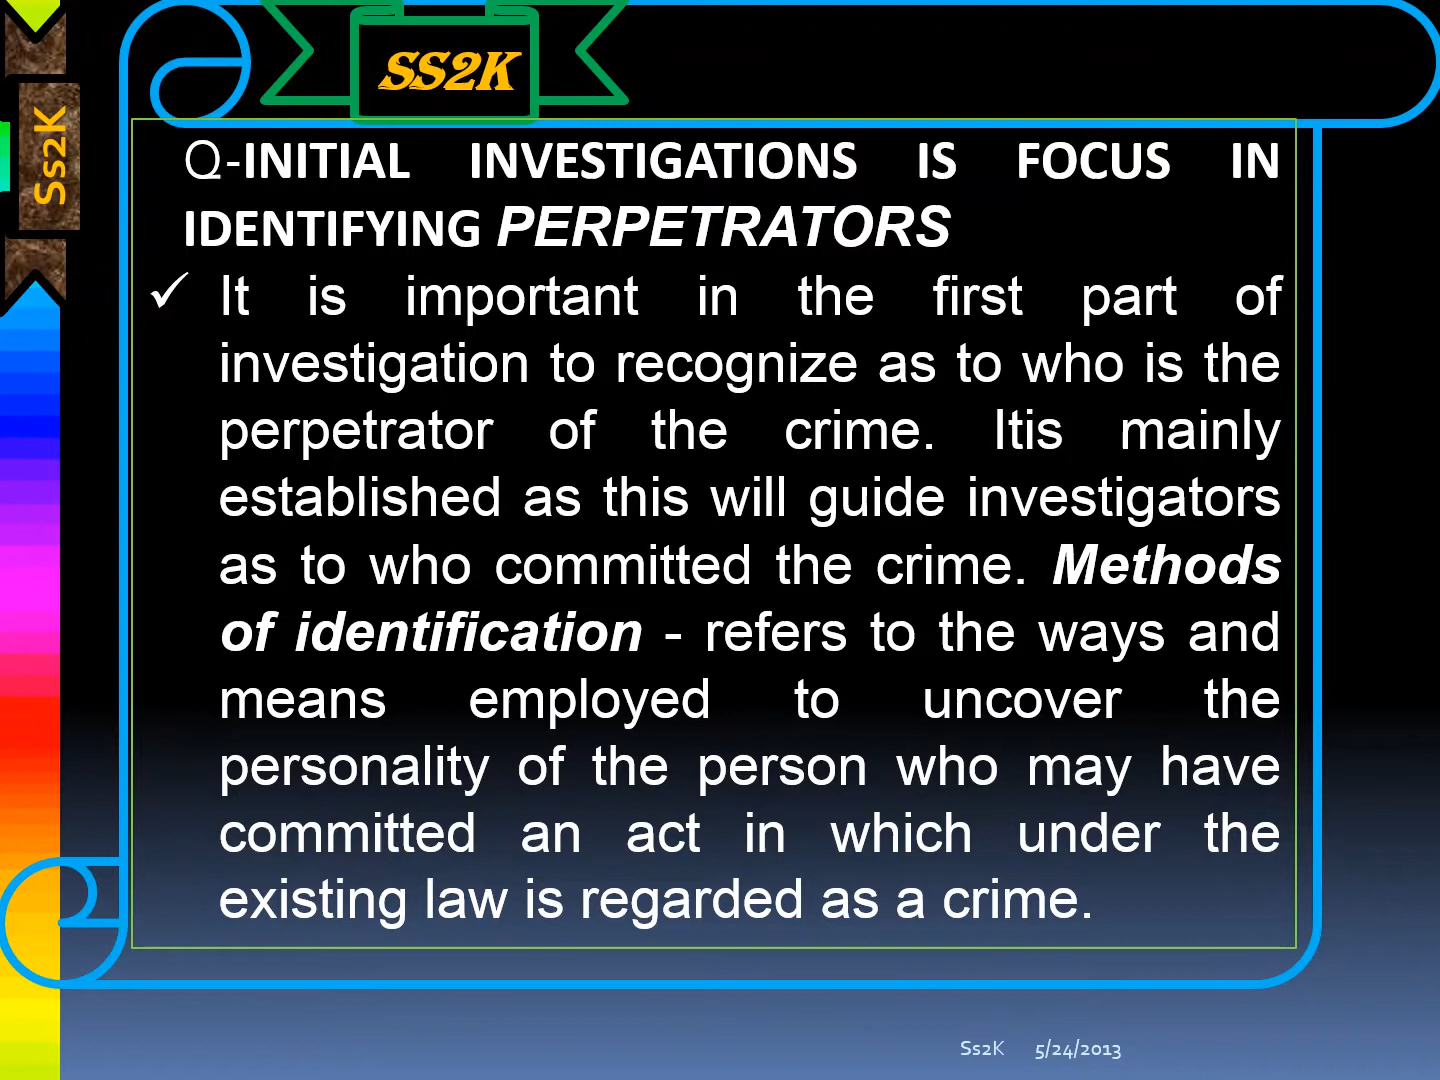 SS2K
Ss2K
Q-INITIAL INVESTIGATIONS IS FOCUS IN
IDENTIFYING PERPETRATORS
✓ It is important in the first part of
investigation to recognize as to who is the
perpetrator of the crime. Itis mainly
established as this will guide investigators
as to who committed the crime. Methods
of identification - refers to the ways and
means employed to uncover the
personality of the person who may have
committed an act in which under the
existing law is regarded as a crime.
Ss2K 5/24/2013